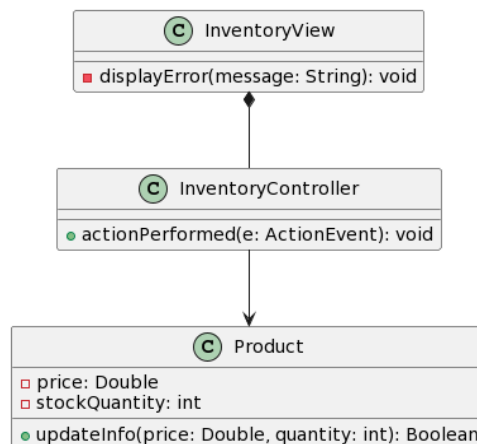 C InventoryView
displayError(message: String): void
C InventoryController
actionPerformed(e: ActionEvent): void
C Product
price: Double
stockQuantity: int
updateInfo(price: Double, quantity: int): Boolean